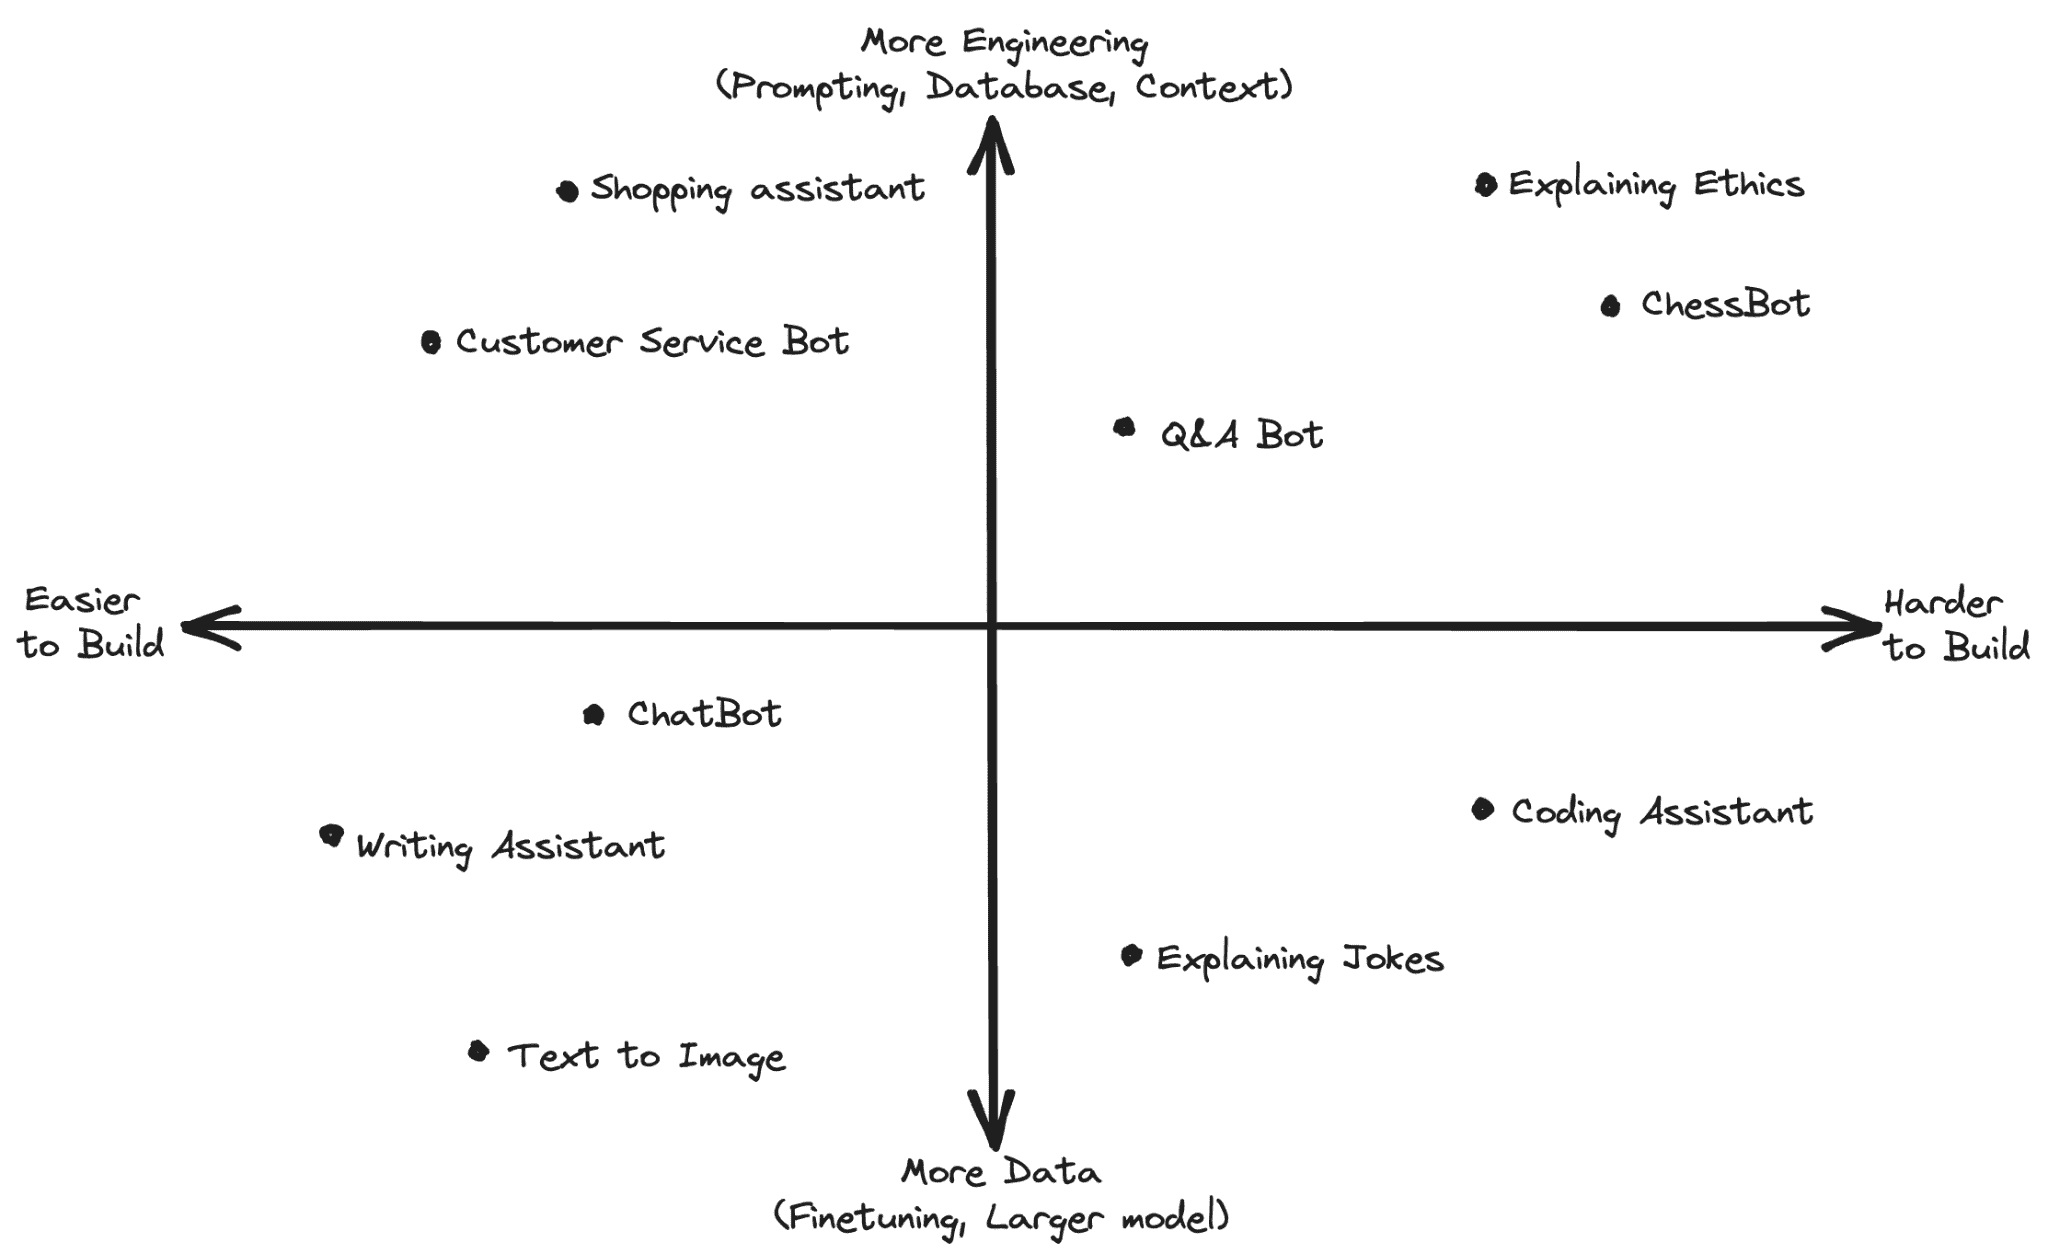 More Engineering
(Prompting, Database, Context)
Shopping assistant
Explaining Ethics
ChessBot
Customer Service Bot
Q&A Bot
Easier
to Build
Harder
to Build
ChatBot
Coding Assistant
Writing Assistant
Explaining Jokes
Text to Image
More Data
(Finetuning, Larger model)